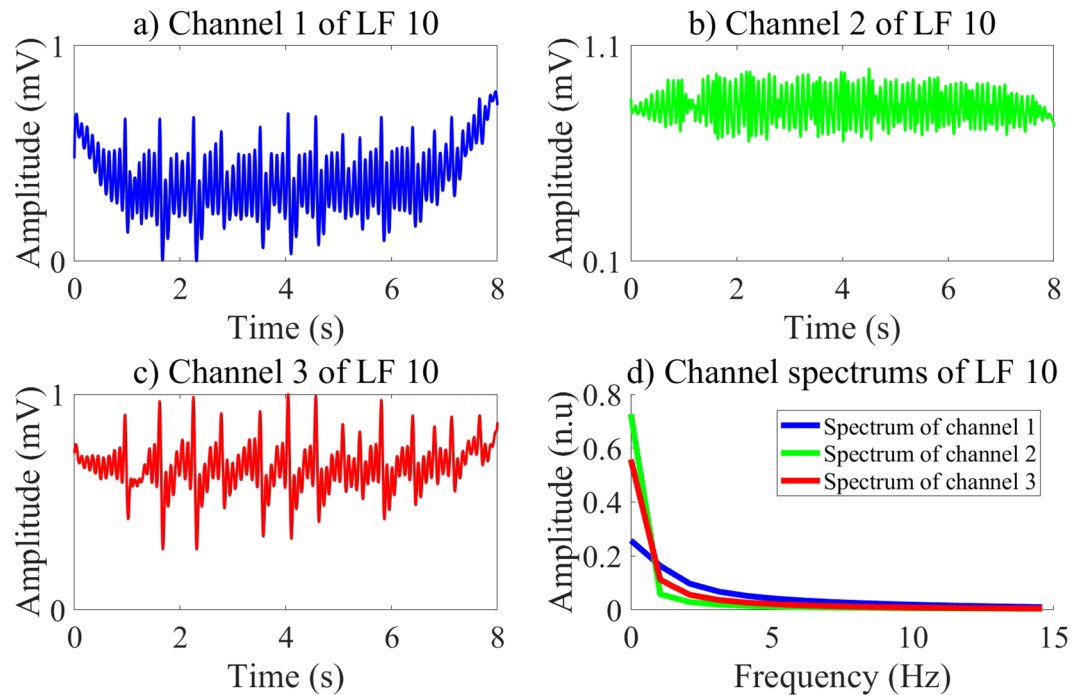 a) Channel 1 of LF 10
b) Channel 2 of LF 10
Amplitude (mV)
1
0
0 2 4 6 8
Time (s)
Amplitude (mV)
1.1
0.1
0 2 4 6 8
Time (s)
c) Channel 3 of LF 10
d) Channel spectrums of LF 10
Amplitude (mV)
1
0
0 2 4 6 8
Time (s)
Amplitude (n.u)
0.8
0.6
0.4
0.2
0
0 5 10 15
Frequency (Hz)
Spectrum of channel 1
Spectrum of channel 2
Spectrum of channel 3